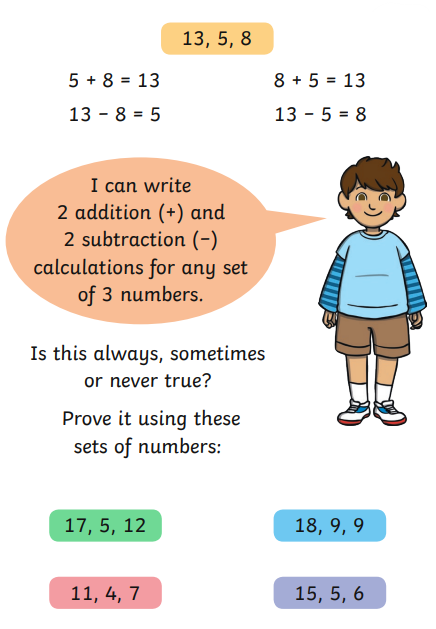 13, 5, 8
5 + 8 = 13
8 + 5 = 13
13 − 8 = 5
13 − 5 = 8
I can write
2 addition (+) and
2 subtraction (−)
calculations for any set
of 3 numbers.
Is this always, sometimes
or never true?
Prove it using these
sets of numbers:
17, 5, 12
18, 9, 9
11, 4, 7
15, 5, 6